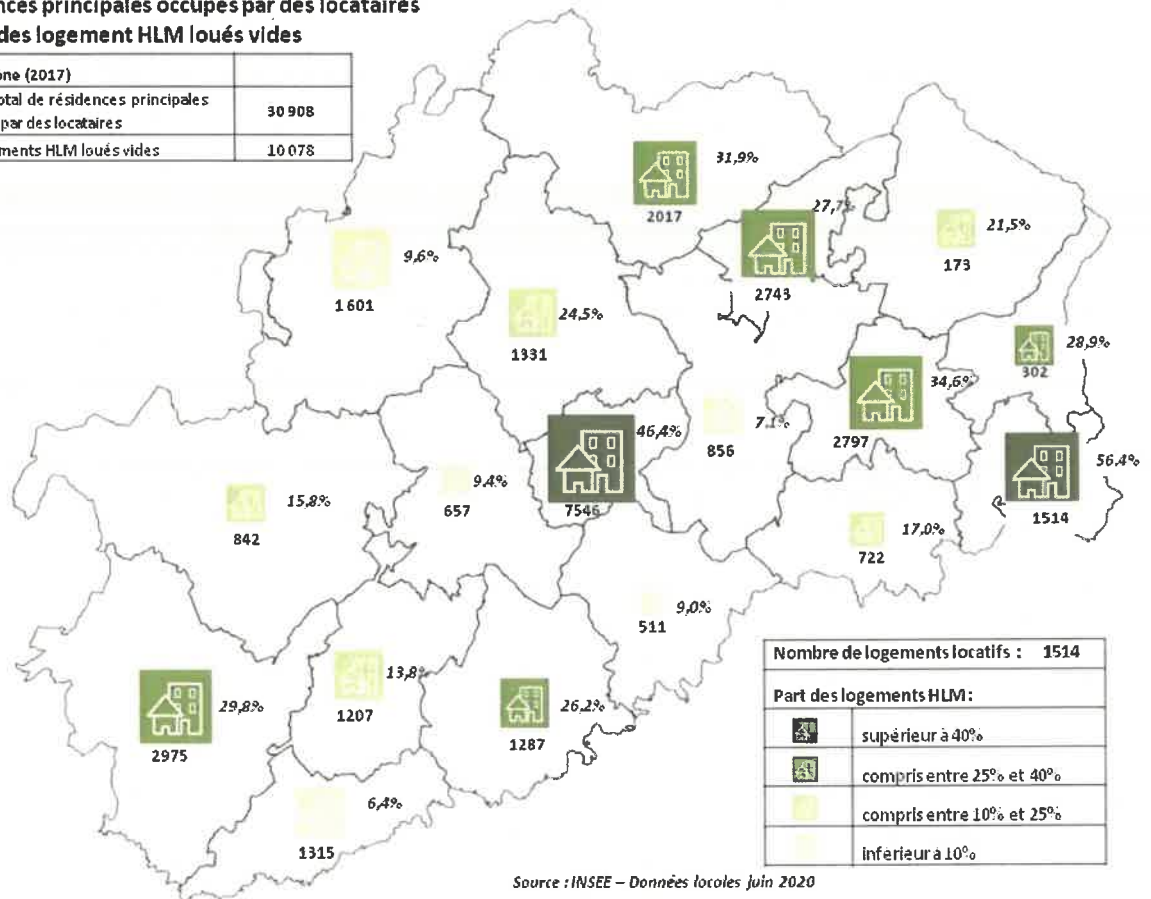 nces principales occupés par des locataires
des logement HLM loués vides
one (2017)
otal de résidences principales
par des locataires
30 908
ments HLM loués vides
10 078
31,9%
2017
27,7%
2743
21,5%
173
9,6%
1601
24,5%
1331
28,9%
302
34,6%
2797
7,1%
856
46,4%
7546
56,4%
1514
9,4%
657
15,8%
842
17,0%
722
9,0%
511
29,8%
2975
13,8%
1207
26,2%
1287
6,4%
1315
Nombre de logements locatifs : 1514
Part des logements HLM :
supérieur à 40%
compris entre 25% et 40%
compris entre 10% et 25%
inférieur à 10%
Source : INSEE – Données locales juin 2020